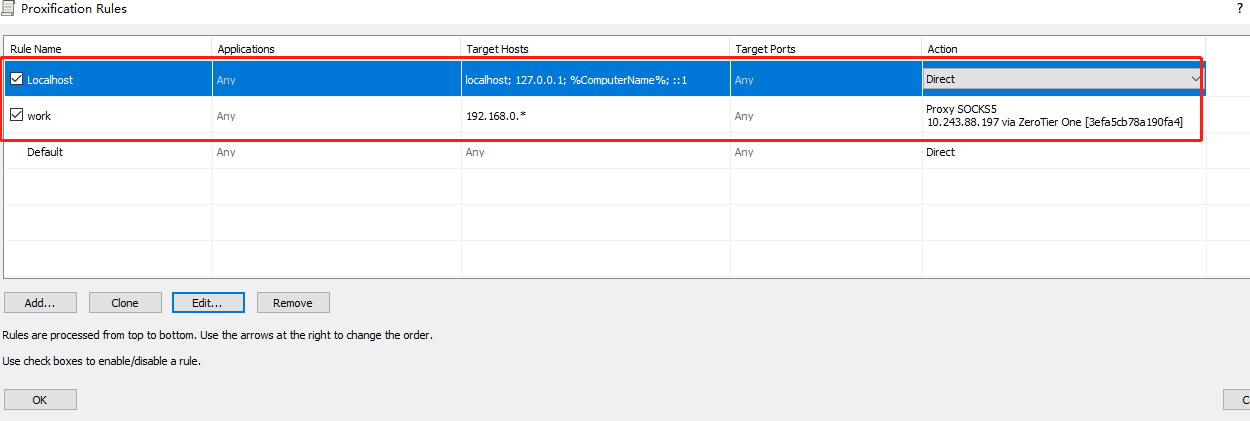 Proxification Rules ?
Rule Name Applications Target Hosts Target Ports Action
Localhost Any localhost; 127.0.0.1; %ComputerName%; ::1 Any Direct
work Any 192.168.0.* Any Proxy SOCKS5
10.243.88.197 via ZeroTier One [3efa5cb78a190fa4]
Default Any Any Any Direct
Add... Clone Edit... Remove
Rules are processed from top to bottom. Use the arrows at the right to change the order.
Use check boxes to enable/disable a rule.
OK C